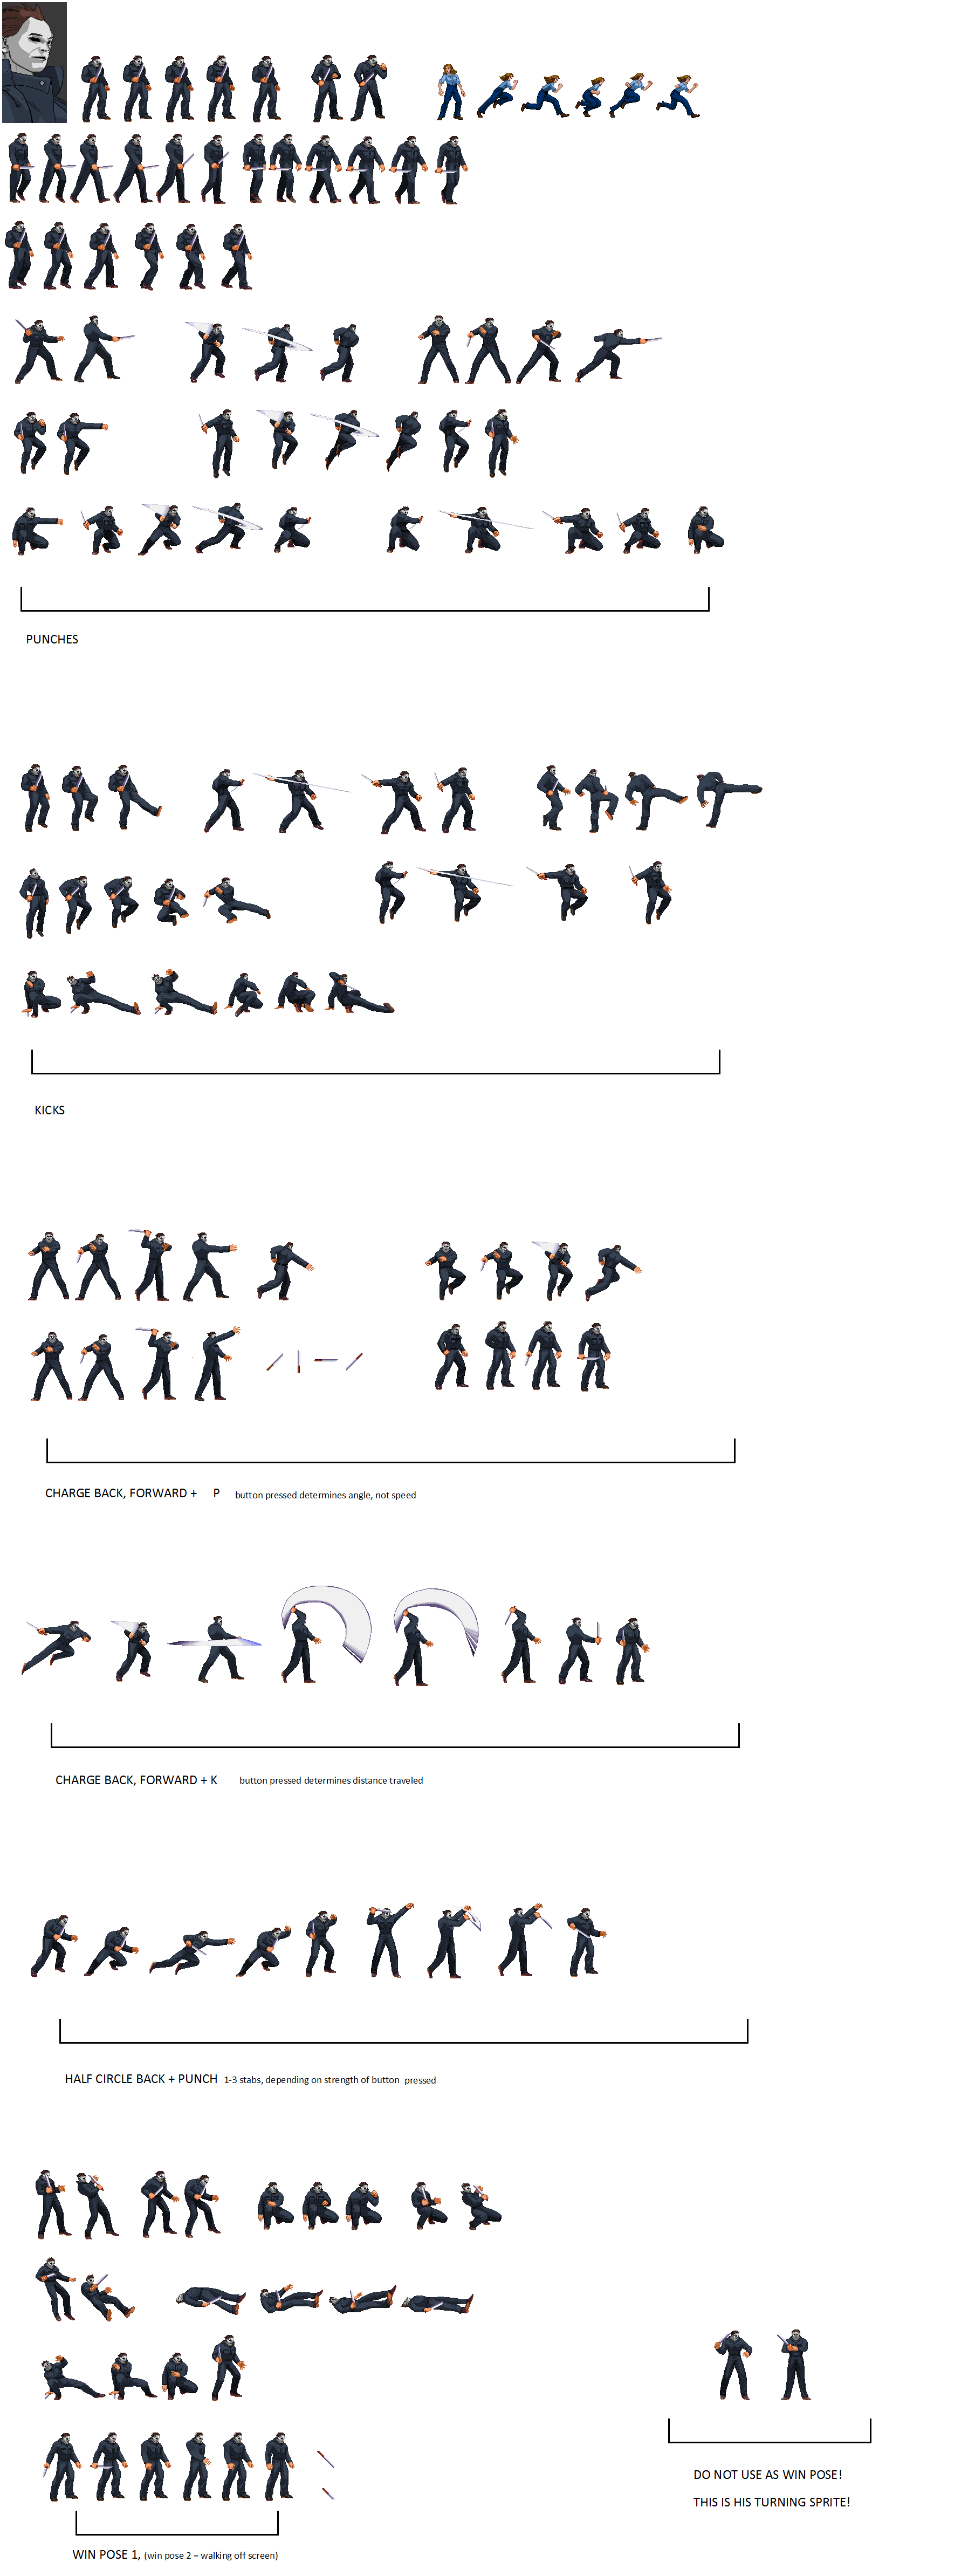 PUNCHES
KICKS
CHARGE BACK, FORWARD + P button pressed determines angle, not speed
CHARGE BACK, FORWARD + K button pressed determines distance traveled
HALF CIRCLE BACK + PUNCH 1-3 stabs, depending on strength of button pressed
DO NOT USE AS WIN POSE!
THIS IS HIS TURNING SPRITE!
WIN POSE 1, (win pose 2 = walking off screen)